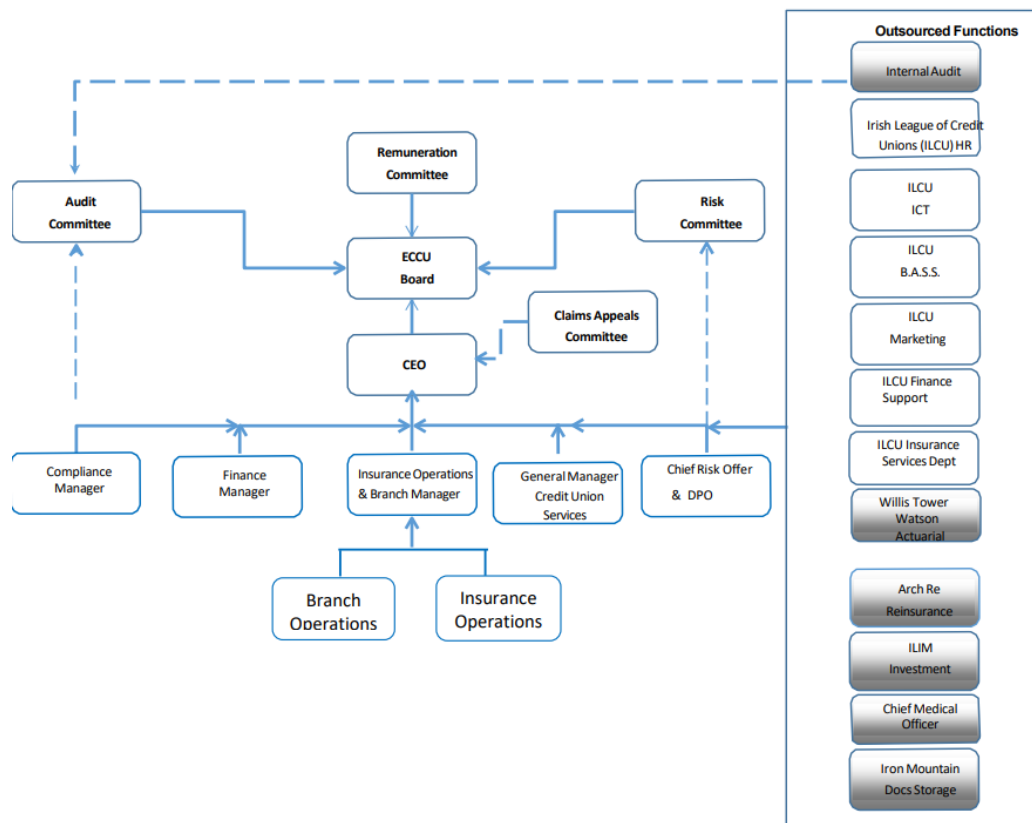 Outsourced Functions
Internal Audit
Irish League of Credit
Unions (ILCU) HR
Remuneration
Committee
Audit
Committee
Risk
Committee
ILCU
ICT
ECCU
Board
ILCU
B.A.S.S.
Claims Appeals
Committee
CEO
ILCU
Marketing
ILCU Finance
Support
Compliance
Manager
Finance
Manager
Insurance Operations
& Branch Manager
General Manager
Credit Union
Services
Chief Risk Offer
& DPO
ILCU Insurance
Services Dept
Willis Tower
Watson
Actuarial
Branch
Operations
Insurance
Operations
Arch Re
Reinsurance
ILIM
Investment
Chief Medical
Officer
Iron Mountain
Docs Storage